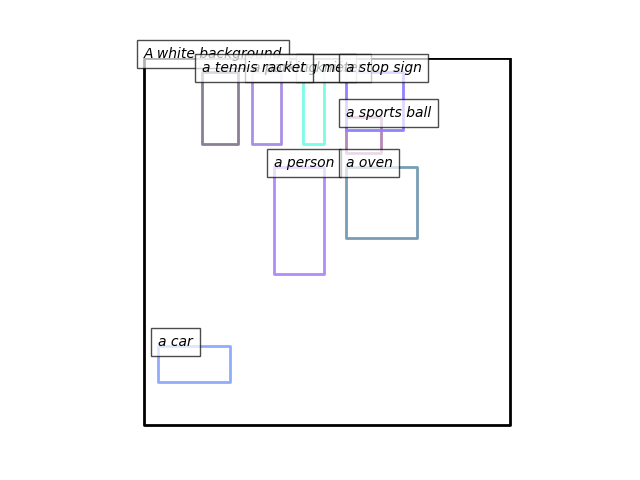 A white background
a tennis racket
a stop sign
a sports ball
a person
a oven
a car